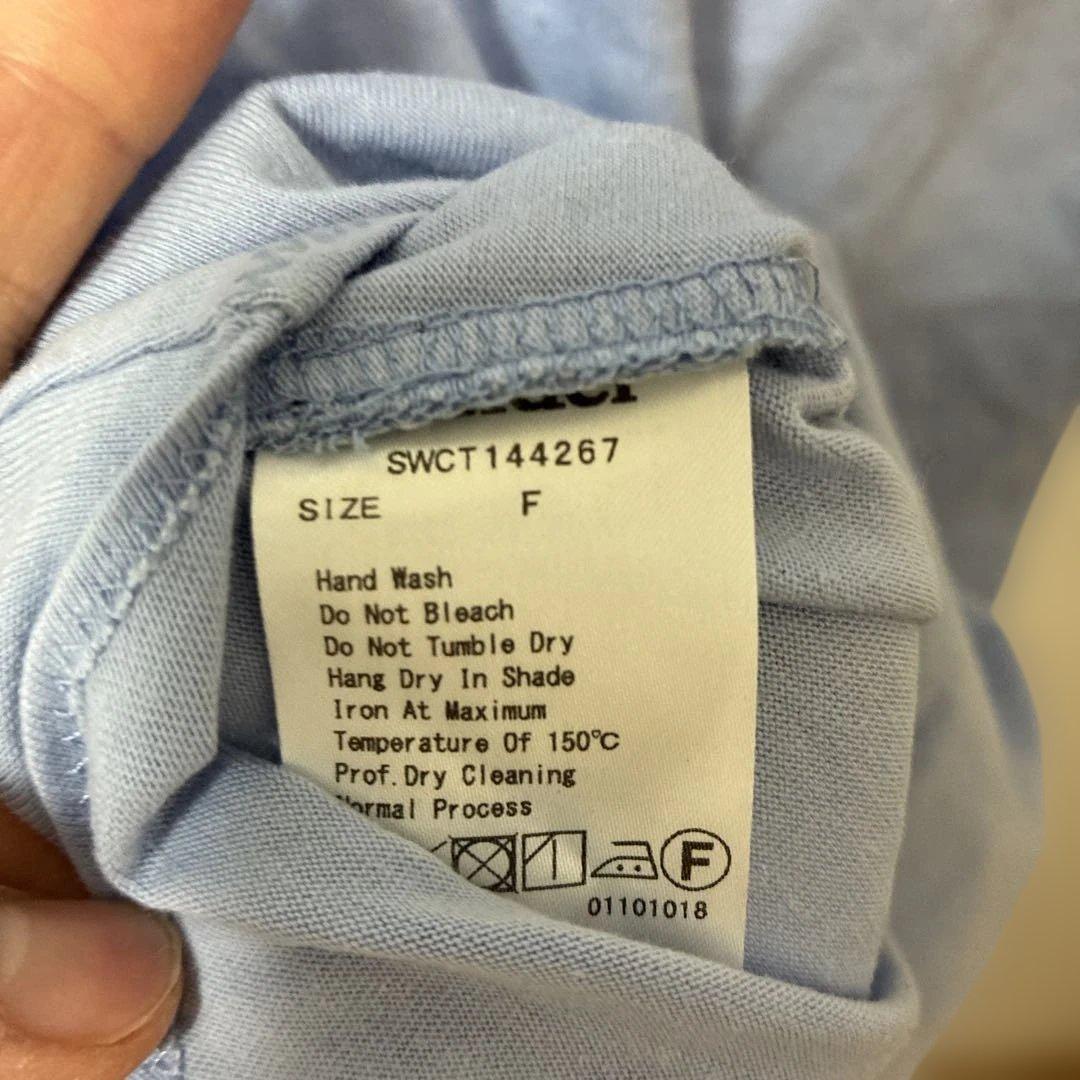 SWCT144267
SIZE F
Hand Wash
Do Not Bleach
Do Not Tumble Dry
Hang Dry In Shade
Iron At Maximum
Temperature Of 150℃
Prof.Dry Cleaning
Normal Process
F
01101018